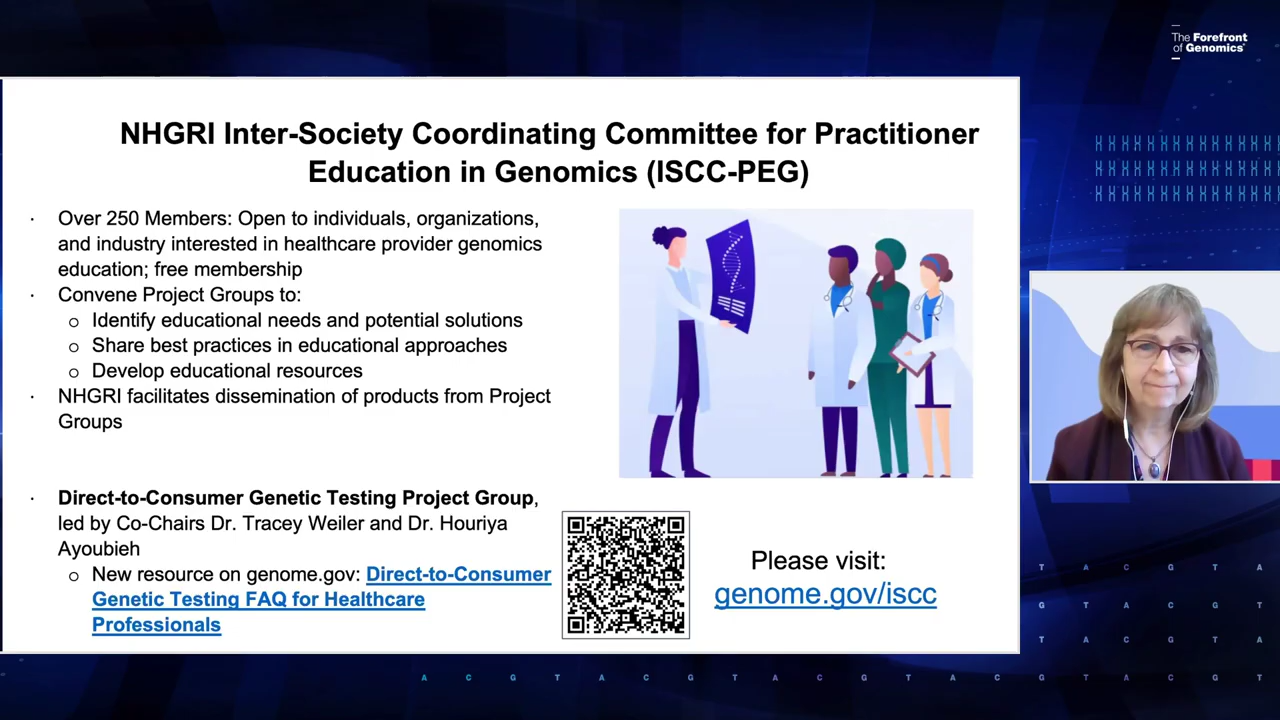 The Forefront
of Genomics®
NHGRI Inter-Society Coordinating Committee for Practitioner
Education in Genomics (ISCC-PEG)
· Over 250 Members: Open to individuals, organizations,
and industry interested in healthcare provider genomics
education; free membership
· Convene Project Groups to:
o Identify educational needs and potential solutions
o Share best practices in educational approaches
o Develop educational resources
· NHGRI facilitates dissemination of products from Project
Groups
· Direct-to-Consumer Genetic Testing Project Group,
led by Co-Chairs Dr. Tracey Weiler and Dr. Houriya
Ayoubieh
o New resource on genome.gov: Direct-to-Consumer
Genetic Testing FAQ for Healthcare
Professionals
Please visit:
genome.gov/iscc
T A C G T A
G T A C G T
T A C G T A
A C G T A C G T A C G T A C G T A C G T